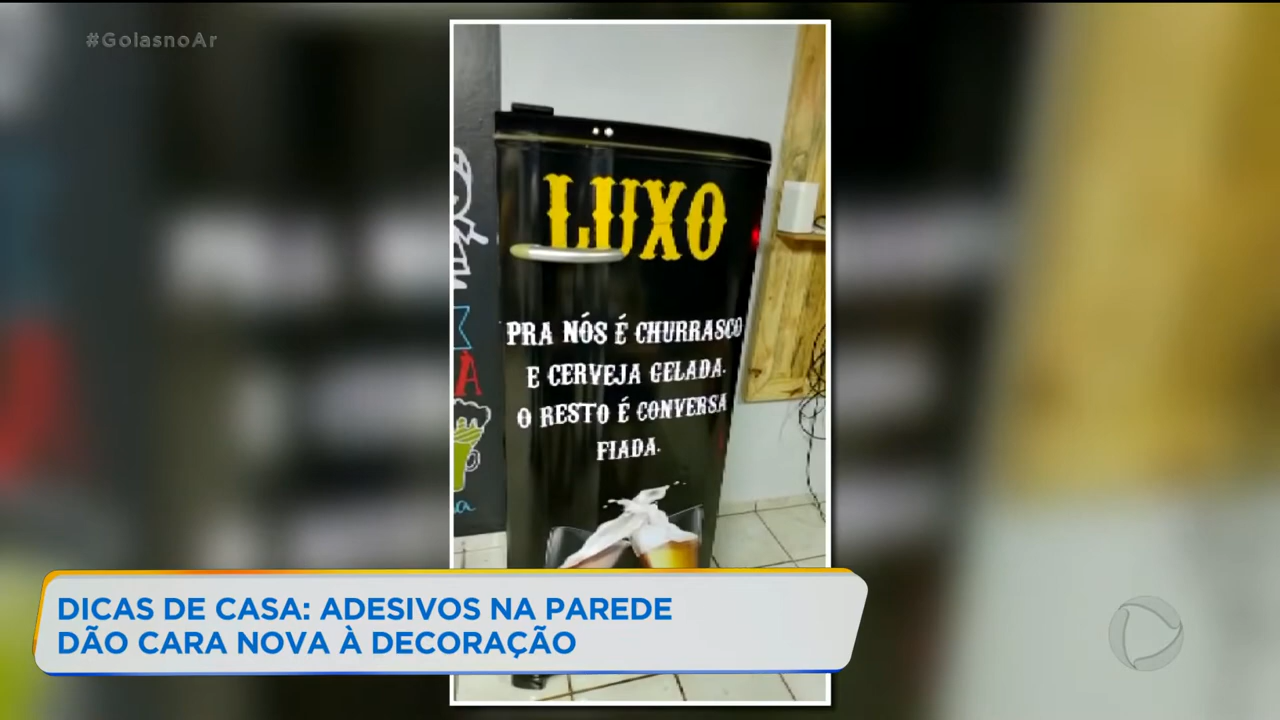 #GoiasnoAr
LUXO
PRA NÓS É CHURRASCO
E CERVEJA GELADA.
O RESTO É CONVERSA
FIADA.
DICAS DE CASA: ADESIVOS NA PAREDE
DÃO CARA NOVA À DECORAÇÃO